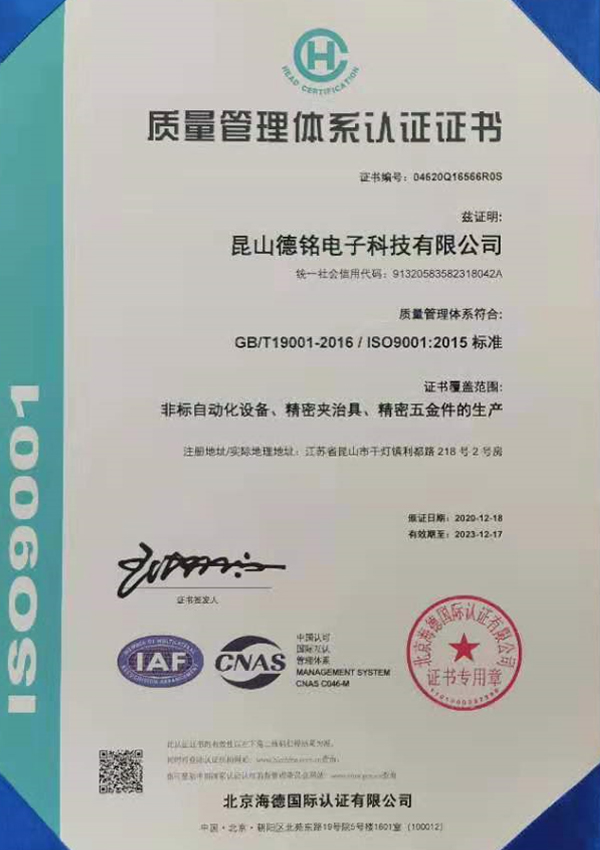 HEAD CERTIFICATION
质量管理体系认证证书
证书编号：04620Q16566R0S
兹证明：
昆山德铭电子科技有限公司
统一社会信用代码：91320583582318042A
质量管理体系符合：
GB/T19001-2016 / ISO9001:2015 标准
证书覆盖范围：
非标自动化设备、精密夹治具、精密五金件的生产
注册地址/实际地理地址：江苏省昆山市千灯镇利都路 218 号 2 号房
ISO9001
颁证日期：2020-12-18
有效期至：2023-12-17
证书签发人
MEMBER OF MULTILATERAL
IAF
RECOGNITION ARRANGEMENT
CNAS
中国认可
国际互认
管理体系
MANAGEMENT SYSTEM
CNAS C046-M
北京海德国际认证有限公司
证书专用章
北京海德国际认证有限公司
中国·北京·朝阳区北苑东路19号院5号楼1601室（100012）